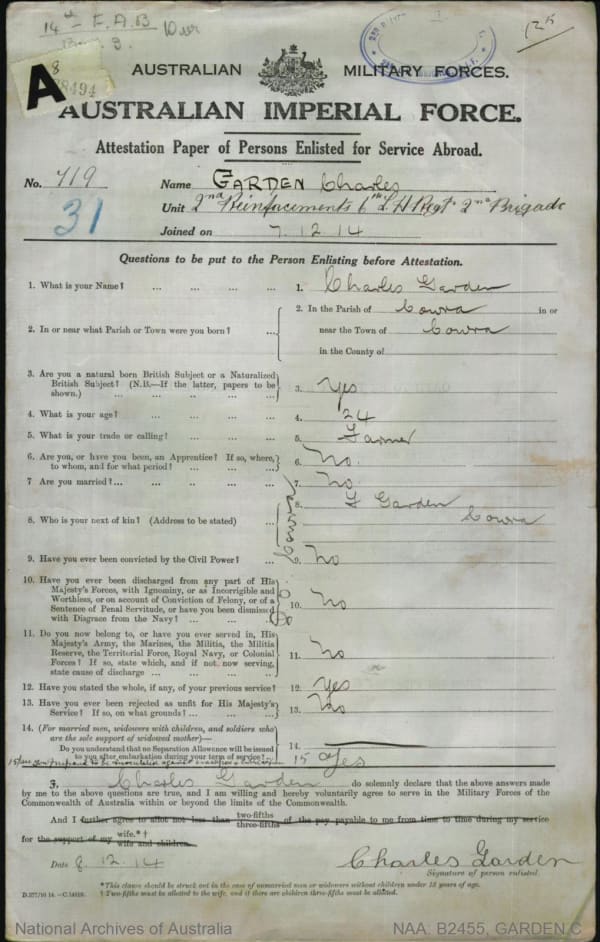 14th F.A.B
A
8
78494
AUSTRALIAN MILITARY FORCES.
AUSTRALIAN IMPERIAL FORCE.
Attestation Paper of Persons Enlisted for Service Abroad.
No. 719 Name GARDEN Charles
31
Unit 2nd Reinforcements 6th L H Regt 2nd Brigade
Joined on 7.12.14
Questions to be put to the Person Enlisting before Attestation.
1. What is your Name? ... ... ... ... 1. Charles Garden
2. In or near what Parish or Town were you born? ... 2. In the Parish of Cowra in or
near the Town of Cowra
in the County of
3. Are you a natural born British Subject or a Naturalized
British Subject? (N.B.—If the latter, papers to be
shown.) ... ... ... ... ... 3. Yes
4. What is your age? ... ... ... ... 4. 24
5. What is your trade or calling? ... ... ... 5. Farmer
6. Are you, or have you been, an Apprentice? If so, where,
to whom, and for what period? ... ... ... 6. No.
7 Are you married? ... ... ... ... ... 7. No
8. Who is your next of kin? (Address to be stated) ... 8. G Garden
Cowra
9. Have you ever been convicted by the Civil Power? ... 9. No
10. Have you ever been discharged from any part of His
Majesty's Forces, with Ignominy, or as Incorrigible and
Worthless, or on account of Conviction of Felony, or of a
Sentence of Penal Servitude, or have you been dismissed
with Disgrace from the Navy? ... ... ... 10. No
11. Do you now belong to, or have you ever served in, His
Majesty's Army, the Marines, the Militia, the Militia
Reserve, the Territorial Force, Royal Navy, or Colonial
Forces? If so, state which, and if not now serving,
state cause of discharge ... ... ... ... 11. No
12. Have you stated the whole, if any, of your previous service? 12. Yes
13. Have you ever been rejected as unfit for His Majesty's
Service? If so, on what grounds? ... ... ... 13. No
14. (For married men, widowers with children, and soldiers who
are the sole support of widowed mother)—
Do you understand that no Separation Allowance will be issued
to you after embarkation during your term of service? ... 14.
15 Are you prepared to be inoculated against 15 Yes
I, Charles Garden do solemnly declare that the above answers made
by me to the above questions are true, and I am willing and hereby voluntarily agree to serve in the Military Forces of the
Commonwealth of Australia within or beyond the limits of the Commonwealth.
And I further agree to allot not less than two-fifths three-fifths of the pay payable to me from time to time during my service
for the support of my wife.*† wife and children.
Date 8.12.14 Charles Garden
Signature of person enlisted.
*This clause should be struck out in the case of unmarried men or widowers without children under 18 years of age.
D.377/10 14.—C.14819. † Two-fifths must be allotted to the wife, and if there are children three-fifths must be allotted.
National Archives of Australia NAA: B2455, GARDEN C